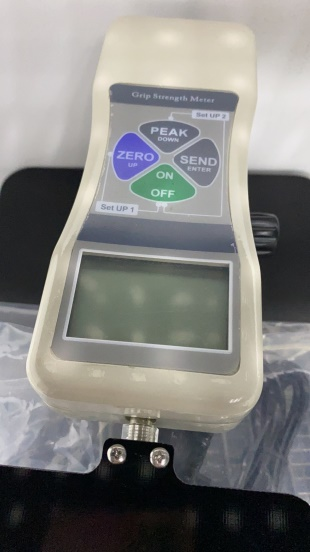 Grip Strength Meter
Set UP 2
PEAK
DOWN
ZERO
UP
SEND
ENTER
ON
OFF
Set UP 1